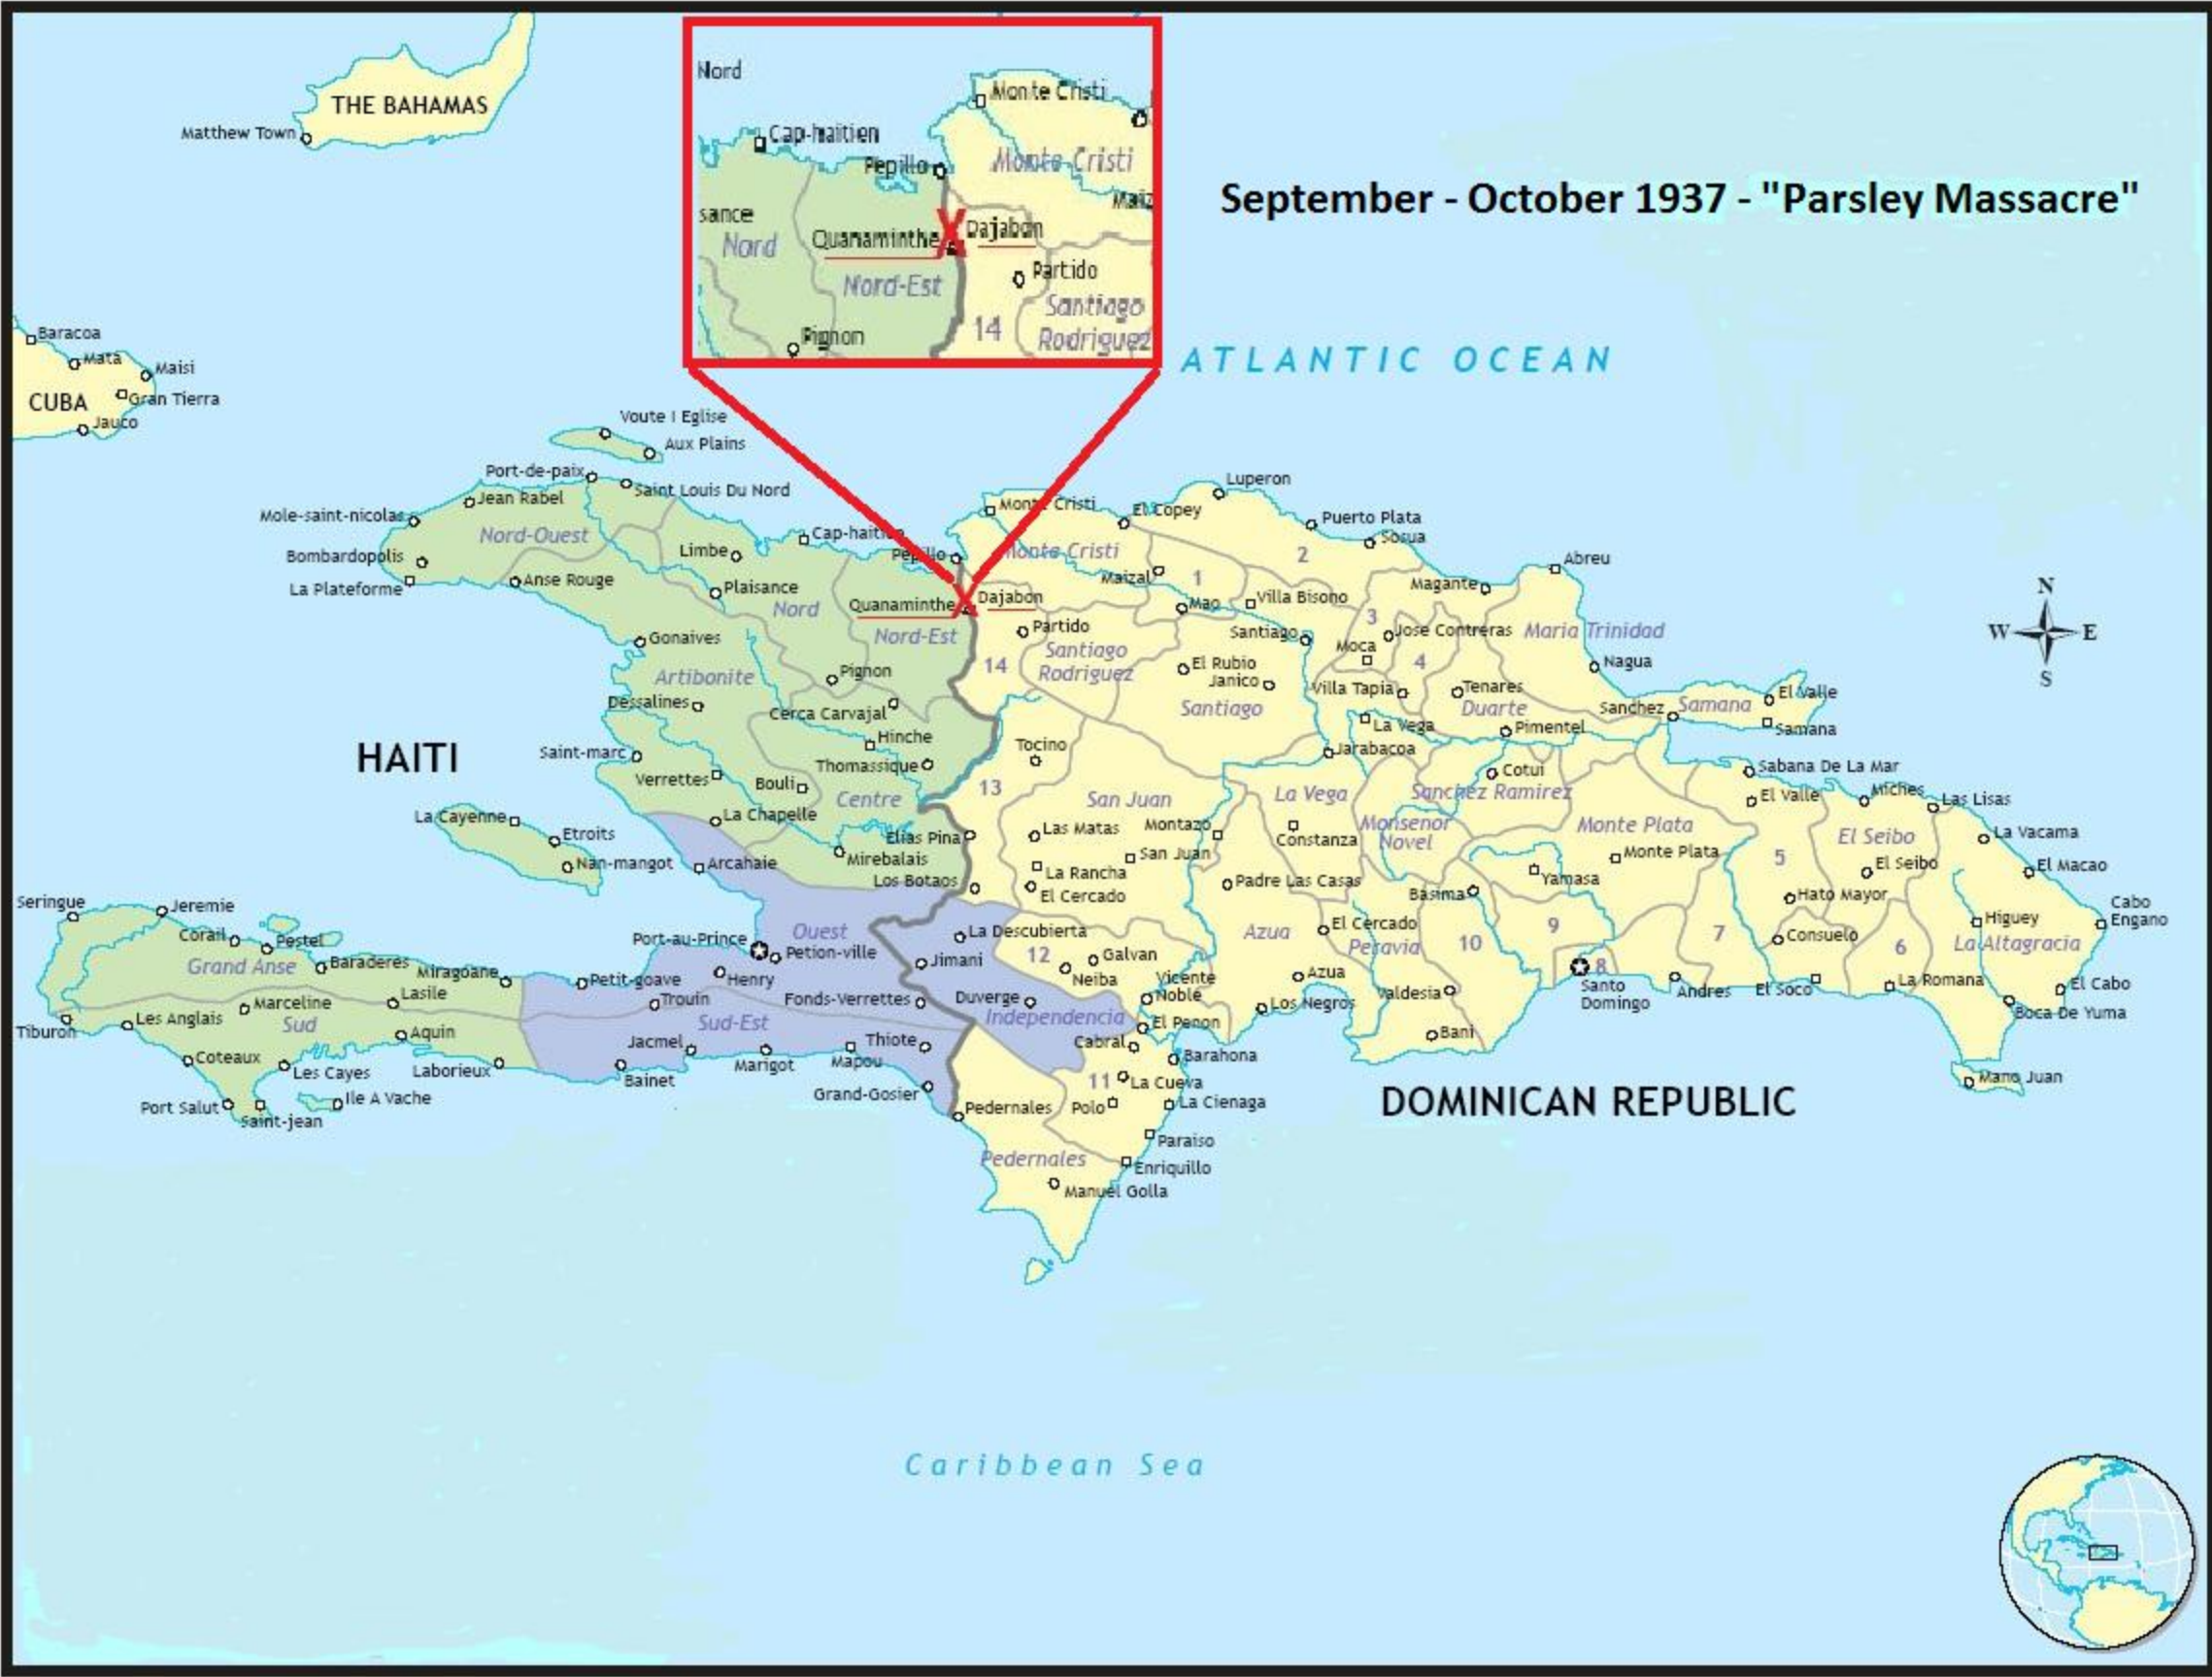 Nord
Monte Cristi
Cap-haitien
Pepillo
Monte Cristi
sance
Nord
Quanaminthe
Dajabon
Partido
Nord-Est
Santiago
Rodriguez
14
Pignon
September - October 1937 - "Parsley Massacre"
THE BAHAMAS
Matthew Town
ATLANTIC OCEAN
Baracoa
Mata
Maisi
CUBA
Gran Tierra
Jauco
Voute I Eglise
Aux Plains
Port-de-paix
Jean Rabel
Saint Louis Du Nord
Mole-saint-nicolas
Nord-Ouest
Bombardopolis
La Plateforme
Anse Rouge
Limbe
Cap-haitien
Pepillo
Plaisance
Nord
Quanaminthe
Nord-Est
Gonaives
Artibonite
Pignon
Dessalines
Cerca Carvajal
Hinche
HAITI
Saint-marc
Thomassique
Verrettes
Bouli
Centre
La Cayenne
La Chapelle
Etroits
Nan-mangot
Arcahaie
Mirebalais
Elias Pina
Los Botaos
Seringue
Jeremie
Corail
Pestel
Grand Anse
Baraderes
Miragoane
Port-au-Prince
Ouest
Petion-ville
Petit-goave
Henry
Marceline
Lasile
Trouin
Fonds-Verrettes
Tiburon
Les Anglais
Sud
Aquin
Sud-Est
Jacmel
Thiote
Coteaux
Les Cayes
Laborieux
Bainet
Marigot
Mapou
Grand-Gosier
Port Salut
Saint-jean
Ile A Vache
Monte Cristi
El Copey
Luperon
Puerto Plata
Sosua
Monte Cristi
2
Abreu
Maizal
1
Magante
Dajabon
Mao
Villa Bisono
3
Partido
Santiago
Jose Contreras
Maria Trinidad
Moca
Santiago
Rodriguez
14
El Rubio
Janico
4
Nagua
Villa Tapia
Tenares
Duarte
Santiago
Sanchez
Samana
El Valle
Samana
La Vega
Pimentel
Tocino
Jarabacoa
Cotui
Sabana De La Mar
13
San Juan
La Vega
Sanchez Ramirez
El Valle
Miches
Las Lisas
Las Matas
Montazo
Constanza
Monsenor
Novel
Monte Plata
El Seibo
La Vacama
San Juan
Monte Plata
5
El Seibo
El Macao
La Rancha
El Cercado
Padre Las Casas
Basima
Yamasa
Hato Mayor
Cabo
Engano
La Descubierta
El Cercado
Azua
Peravia
10
9
7
Consuelo
6
Higuey
La Altagracia
Jimani
12
Galvan
Neiba
Vicente
Noble
Azua
8
Santo
Domingo
Andres
El Soco
La Romana
El Cabo
Duverge
Independencia
El Penon
Los Negros
Valdesia
Bani
Boca De Yuma
Cabral
Barahona
11
La Cueva
Pedernales
Polo
La Cienaga
DOMINICAN REPUBLIC
Mano Juan
Paraiso
Pedernales
Enriquillo
Manuel Golla
N
W
E
S
Caribbean Sea